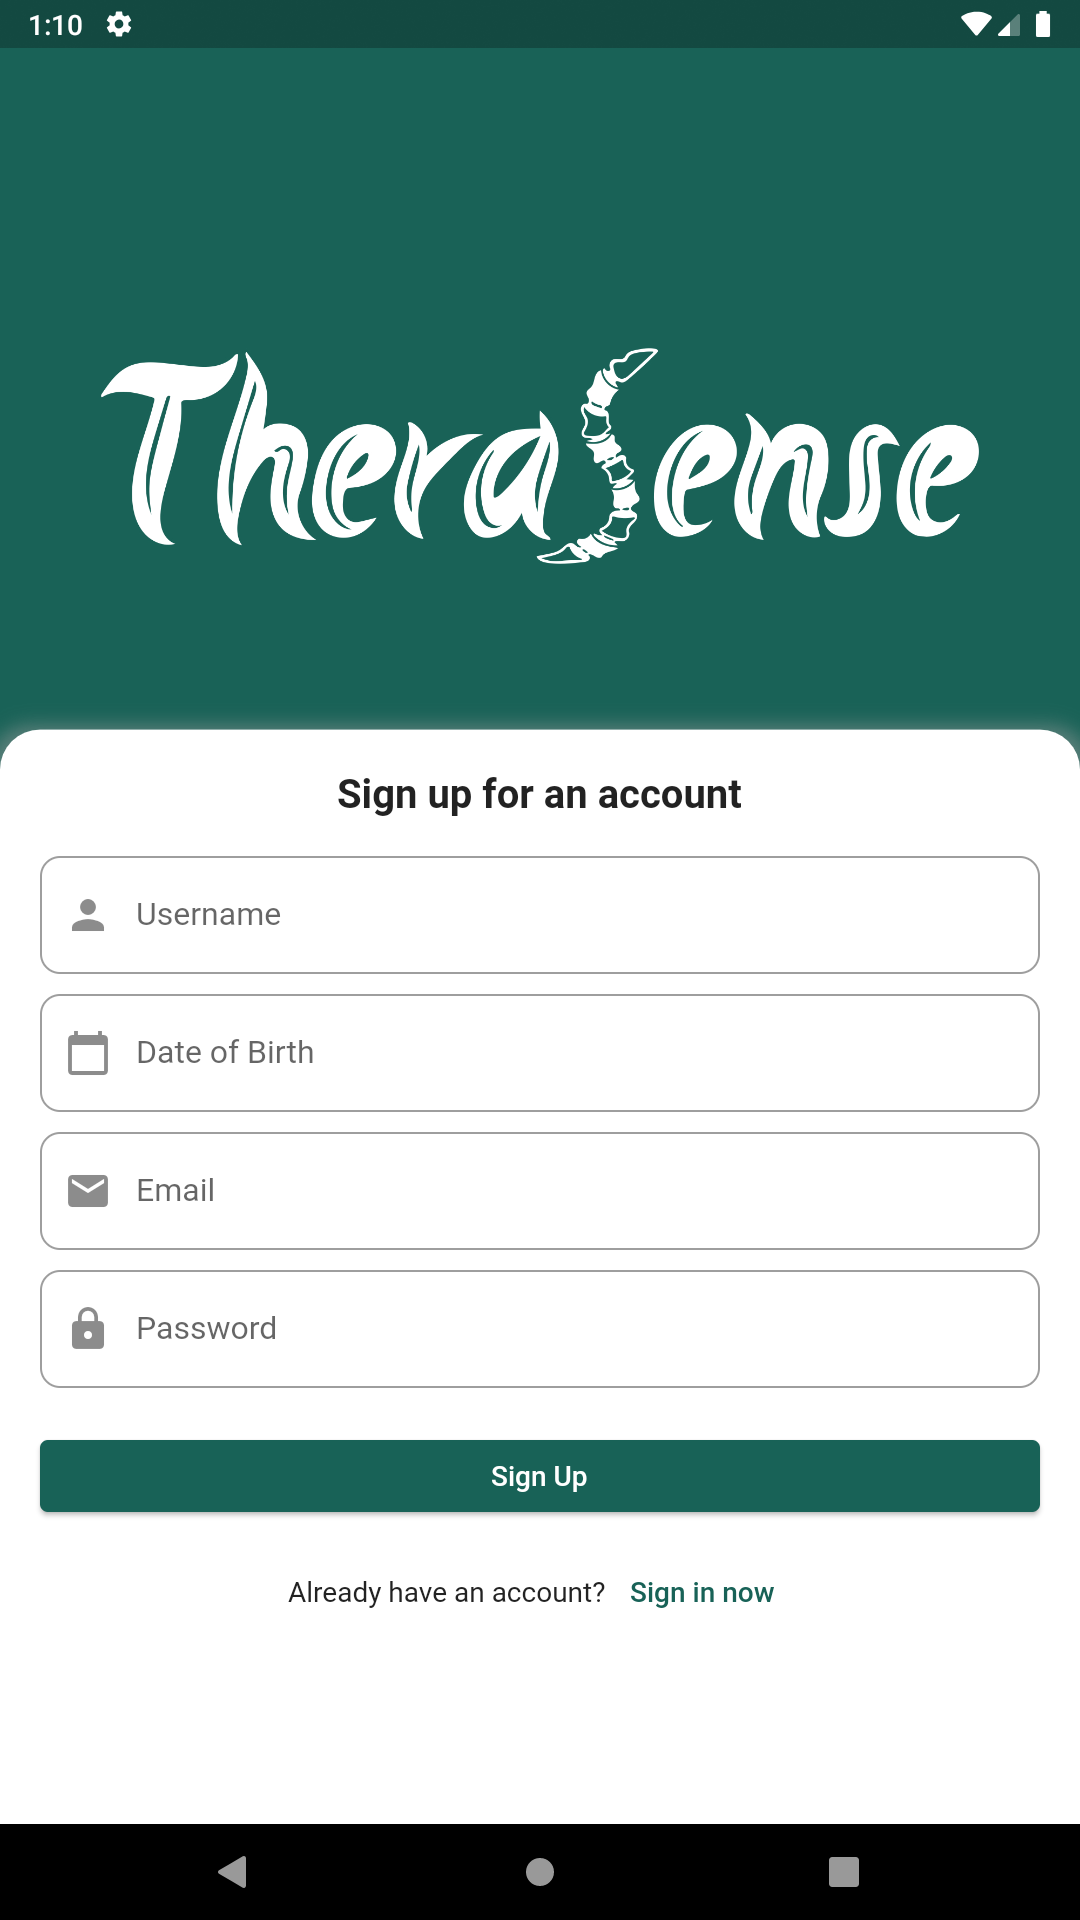 1:10
TheraSense
Sign up for an account
Username
Date of Birth
Email
Password
Sign Up
Already have an account? Sign in now